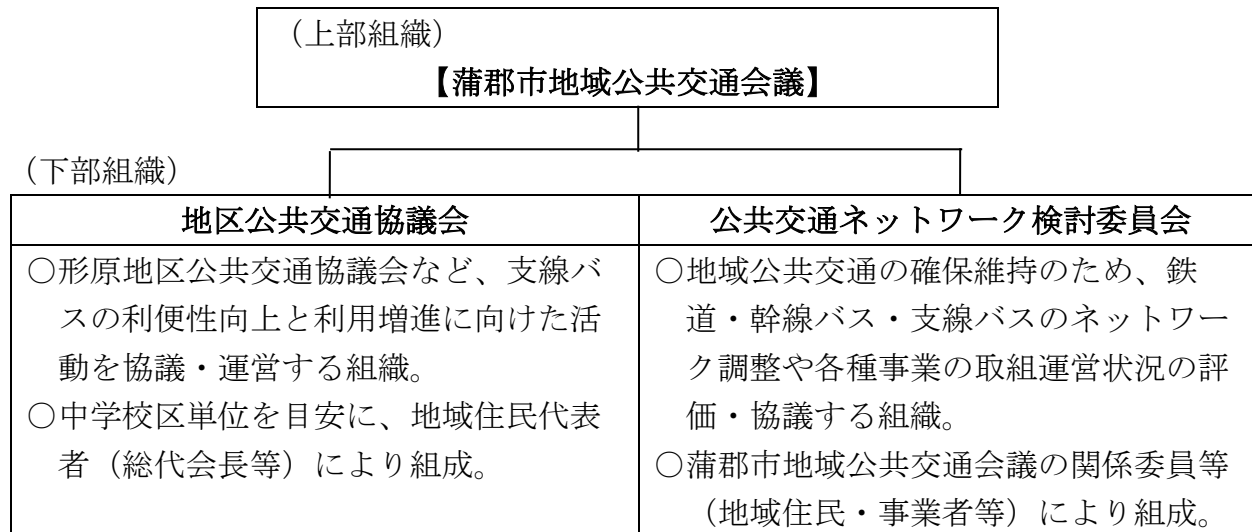 （上部組織）
【蒲郡市地域公共交通会議】
（下部組織）
地区公共交通協議会
○形原地区公共交通協議会など、支線バ
スの利便性向上と利用増進に向けた活
動を協議・運営する組織。
○中学校区単位を目安に、地域住民代表
者（総代会長等）により組成。
公共交通ネットワーク検討委員会
○地域公共交通の確保維持のため、鉄
道・幹線バス・支線バスのネットワー
ク調整や各種事業の取組運営状況の評
価・協議する組織。
○蒲郡市地域公共交通会議の関係委員等
（地域住民・事業者等）により組成。